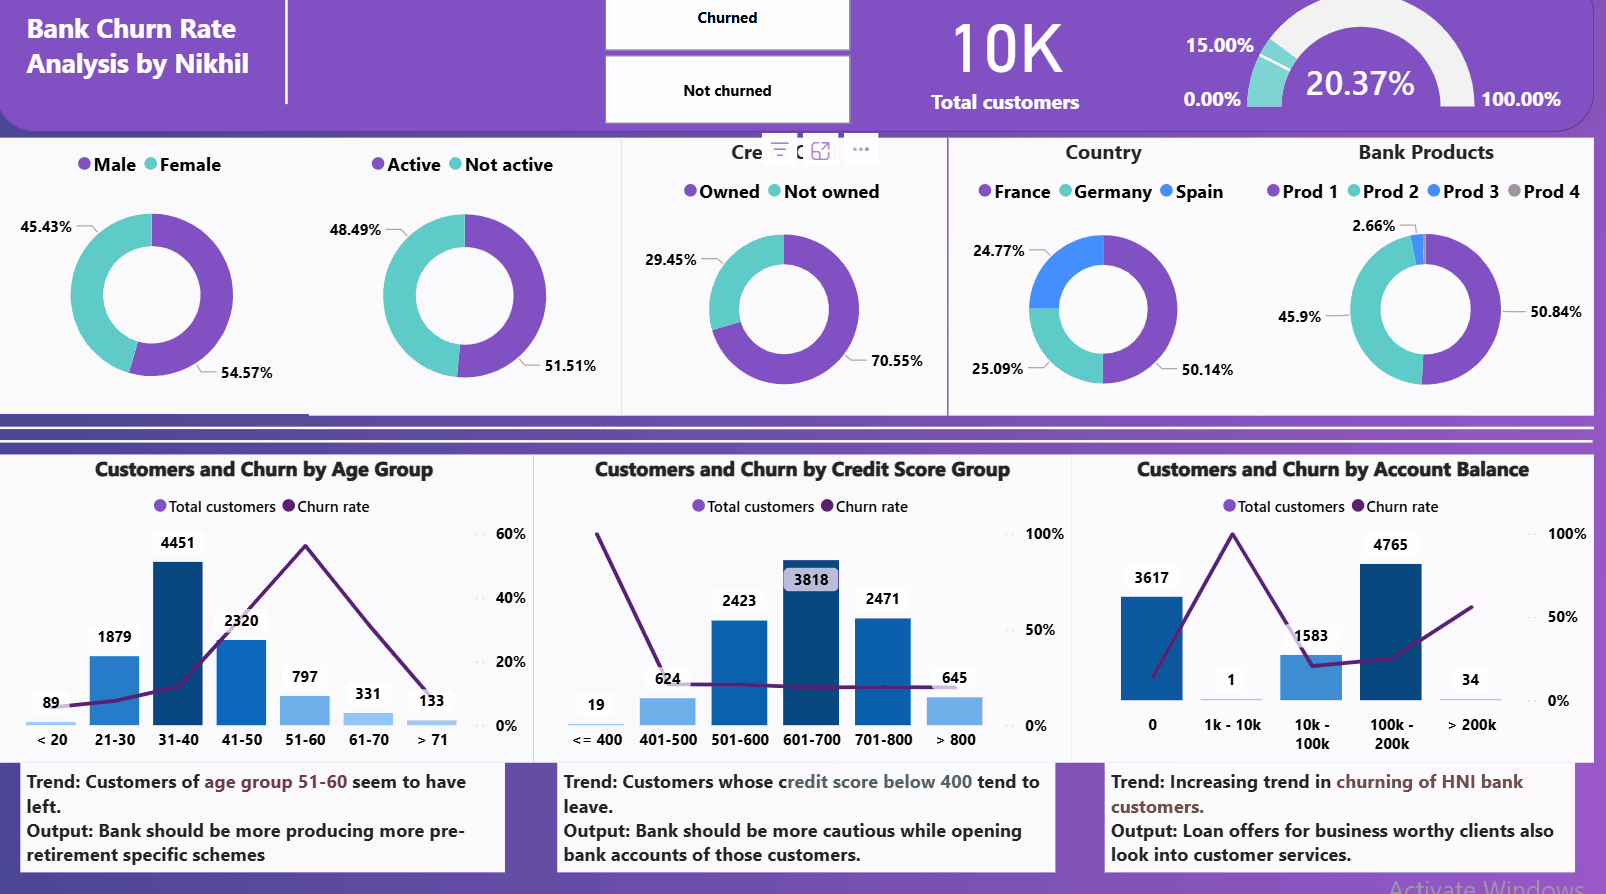 Bank Churn Rate
Analysis by Nikhil
Churned
Not churned
10K
Total customers
15.00%
0.00%
20.37%
100.00%
Male Female
45.43%
54.57%
Active Not active
48.49%
51.51%
Owned Not owned
29.45%
70.55%
Country
France Germany Spain
24.77%
25.09%
50.14%
Bank Products
Prod 1 Prod 2 Prod 3 Prod 4
2.66%
45.9%
50.84%
Customers and Churn by Age Group
Total customers Churn rate
60%
40%
20%
0%
89
1879
4451
2320
797
331
133
< 20 21-30 31-40 41-50 51-60 61-70 > 71
Trend: Customers of age group 51-60 seem to have
left.
Output: Bank should be more producing more pre-
retirement specific schemes
Customers and Churn by Credit Score Group
Total customers Churn rate
100%
50%
0%
19
624
2423
3818
2471
645
<= 400 401-500 501-600 601-700 701-800 > 800
Trend: Customers whose credit score below 400 tend to
leave.
Output: Bank should be more cautious while opening
bank accounts of those customers.
Customers and Churn by Account Balance
Total customers Churn rate
100%
50%
0%
3617
1
1583
4765
34
0 1k - 10k 10k - 100k - > 200k
100k 200k
Trend: Increasing trend in churning of HNI bank
customers.
Output: Loan offers for business worthy clients also
look into customer services.
Activate Windows